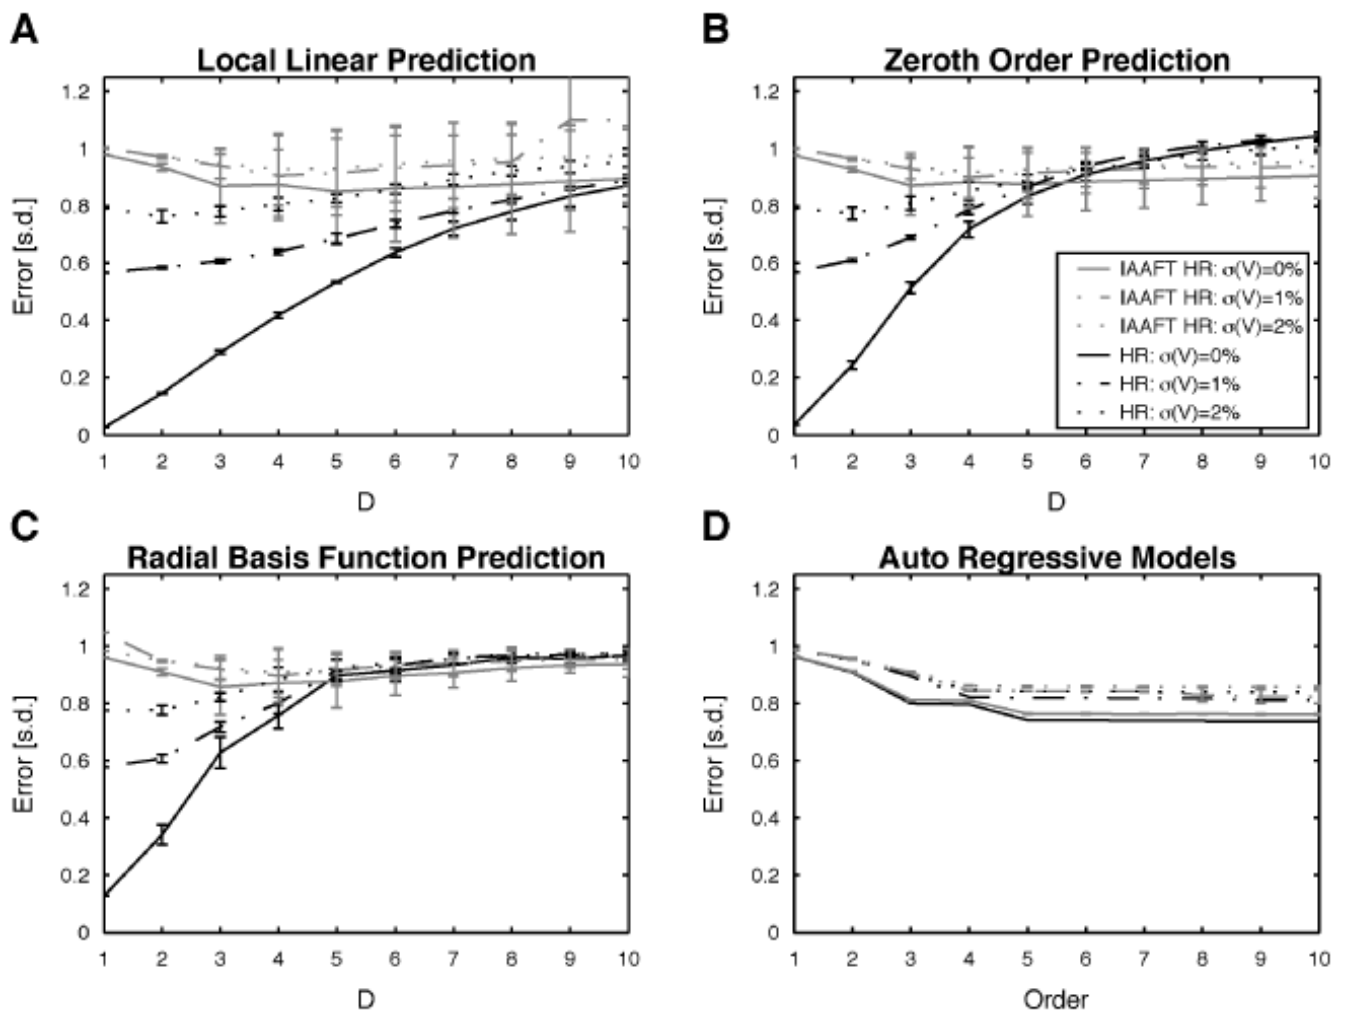 A
Local Linear Prediction
1.2
1
0.8
0.6
0.4
0.2
0
Error [s.d.]
1 2 3 4 5 6 7 8 9 10
D
B
Zeroth Order Prediction
1.2
1
0.8
0.6
0.4
0.2
0
Error [s.d.]
IAAFT HR: σ(V)=0%
IAAFT HR: σ(V)=1%
IAAFT HR: σ(V)=2%
HR: σ(V)=0%
HR: σ(V)=1%
HR: σ(V)=2%
1 2 3 4 5 6 7 8 9 10
D
C
Radial Basis Function Prediction
1.2
1
0.8
0.6
0.4
0.2
0
Error [s.d.]
1 2 3 4 5 6 7 8 9 10
D
D
Auto Regressive Models
1.2
1
0.8
0.6
0.4
0.2
0
Error [s.d.]
1 2 3 4 5 6 7 8 9 10
Order